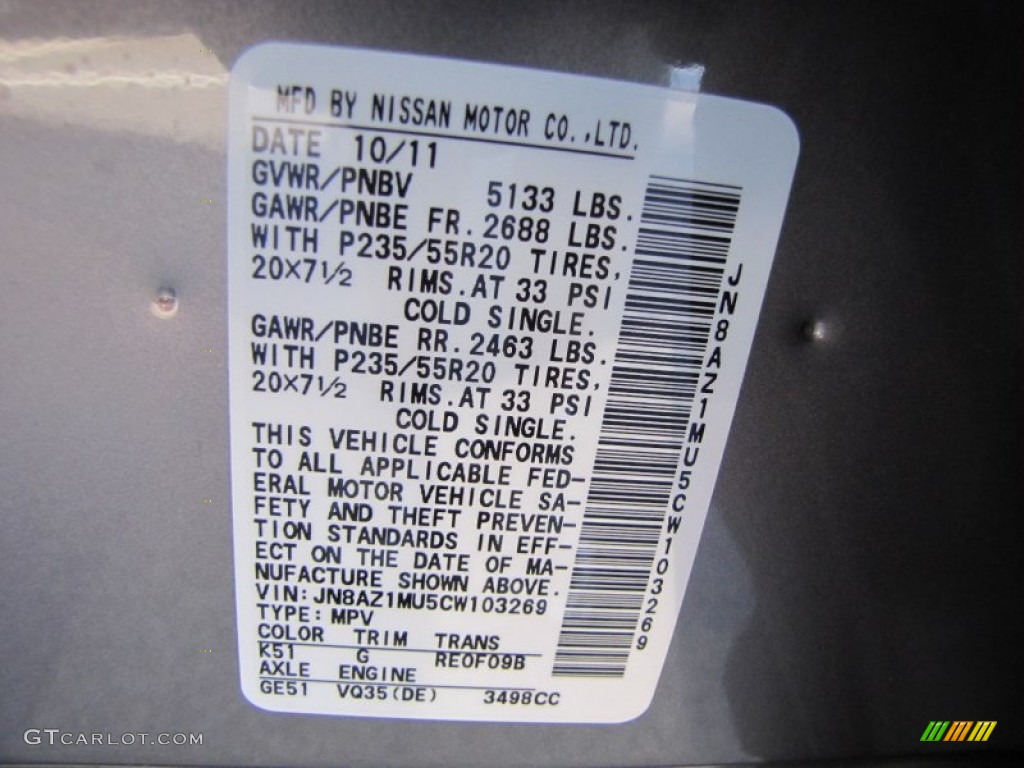 MFD BY NISSAN MOTOR CO.,LTD.
DATE 10/11
GVWR/PNBV 5133 LBS.
GAWR/PNBE FR. 2688 LBS.
WITH P235/55R20 TIRES,
20×7½ RIMS.AT 33 PSI
COLD SINGLE.
GAWR/PNBE RR. 2463 LBS.
WITH P235/55R20 TIRES,
20×7½ RIMS.AT 33 PSI
COLD SINGLE.
THIS VEHICLE CONFORMS
TO ALL APPLICABLE FED-
ERAL MOTOR VEHICLE SA-
FETY AND THEFT PREVEN-
TION STANDARDS IN EFF-
ECT ON THE DATE OF MA-
NUFACTURE SHOWN ABOVE.
VIN:JN8AZ1MU5CW103269
TYPE:MPV
COLOR TRIM TRANS
K51 G RE0F09B
AXLE ENGINE
GE51 VQ35(DE) 3498CC
JN8AZ1MU5CW103269
GTCARLOT.COM